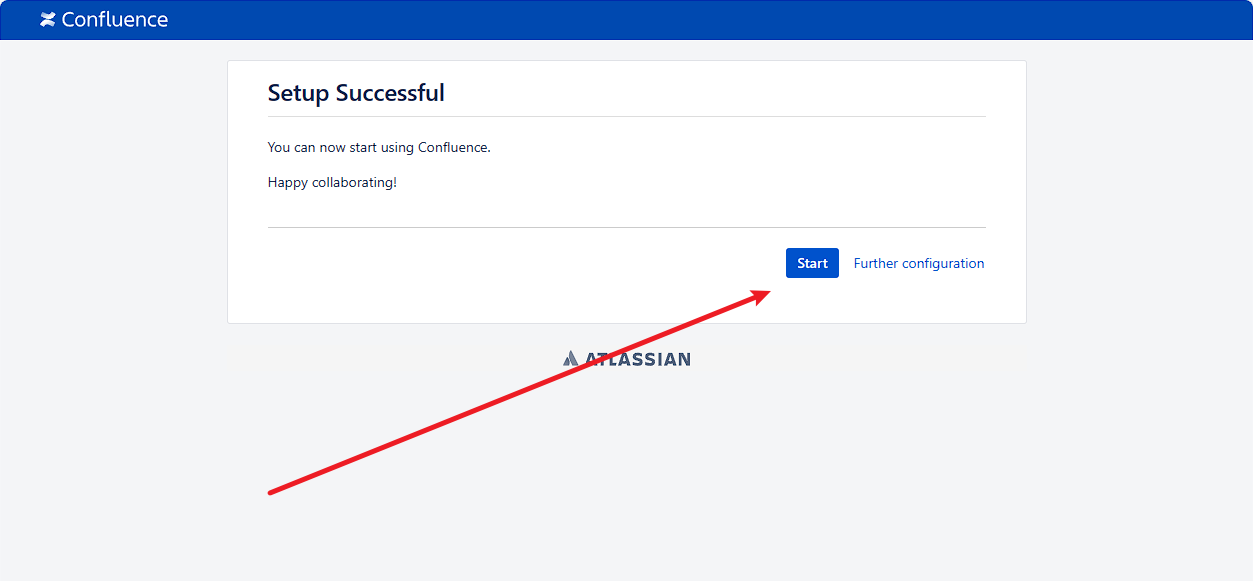 Confluence
Setup Successful
You can now start using Confluence.
Happy collaborating!
Start Further configuration
ATLASSIAN